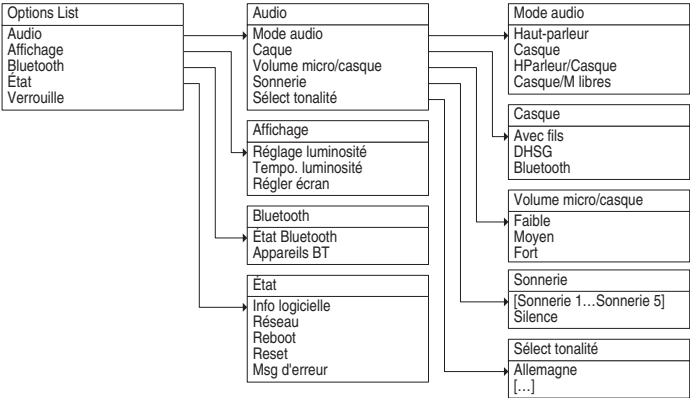 Options List
Audio
Affichage
Bluetooth
État
Verrouille
Audio
Mode audio
Caque
Volume micro/casque
Sonnerie
Sélect tonalité
Affichage
Réglage luminosité
Tempo. luminosité
Régler écran
Bluetooth
État Bluetooth
Appareils BT
État
Info logicielle
Réseau
Reboot
Reset
Msg d'erreur
Mode audio
Haut-parleur
Casque
HParleur/Casque
Casque/M libres
Casque
Avec fils
DHSG
Bluetooth
Volume micro/casque
Faible
Moyen
Fort
Sonnerie
[Sonnerie 1…Sonnerie 5]
Silence
Sélect tonalité
Allemagne
[…]